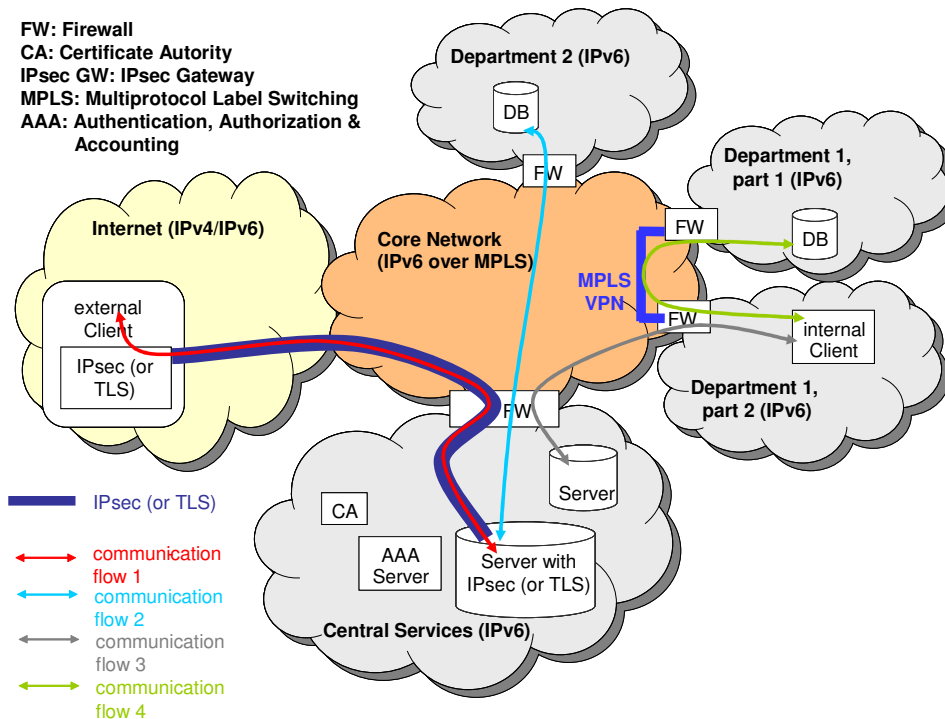 FW: Firewall
CA: Certificate Autority
IPsec GW: IPsec Gateway
MPLS: Multiprotocol Label Switching
AAA: Authentication, Authorization &
Accounting
Department 2 (IPv6)
DB
FW
Department 1,
part 1 (IPv6)
DB
FW
Internet (IPv4/IPv6)
Core Network
(IPv6 over MPLS)
MPLS
VPN
FW
internal
Client
Department 1,
part 2 (IPv6)
external
Client
IPsec (or
TLS)
FW
Server
CA
AAA
Server
Server with
IPsec (or TLS)
Central Services (IPv6)
IPsec (or TLS)
communication
flow 1
communication
flow 2
communication
flow 3
communication
flow 4